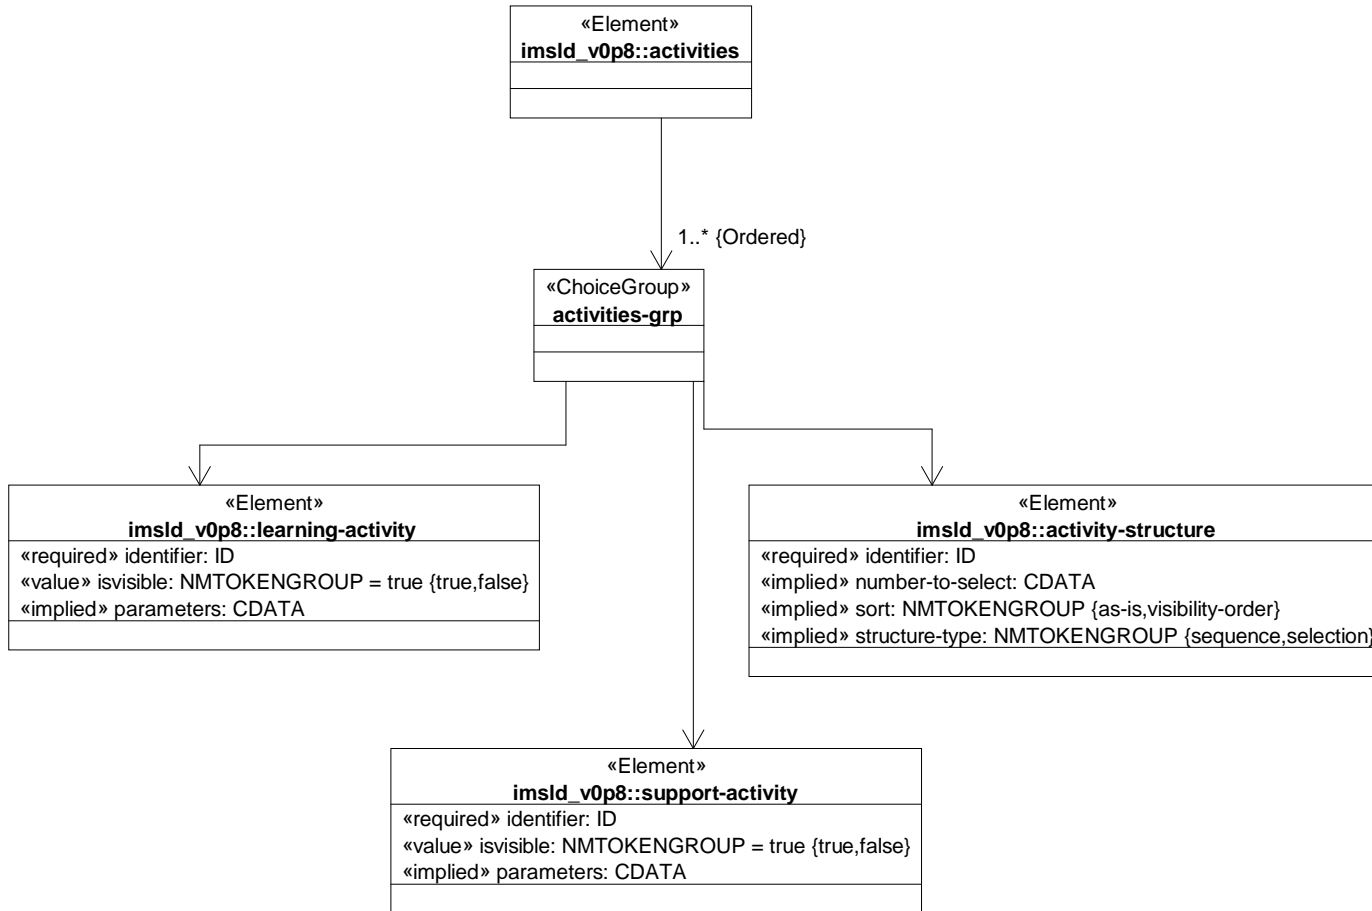 «Element»
imsld_v0p8::activities
1..* {Ordered}
«ChoiceGroup»
activities-grp
«Element»
imsld_v0p8::learning-activity
«required» identifier: ID
«value» isvisible: NMTOKENGROUP = true {true,false}
«implied» parameters: CDATA
«Element»
imsld_v0p8::activity-structure
«required» identifier: ID
«implied» number-to-select: CDATA
«implied» sort: NMTOKENGROUP {as-is,visibility-order}
«implied» structure-type: NMTOKENGROUP {sequence,selection}
«Element»
imsld_v0p8::support-activity
«required» identifier: ID
«value» isvisible: NMTOKENGROUP = true {true,false}
«implied» parameters: CDATA